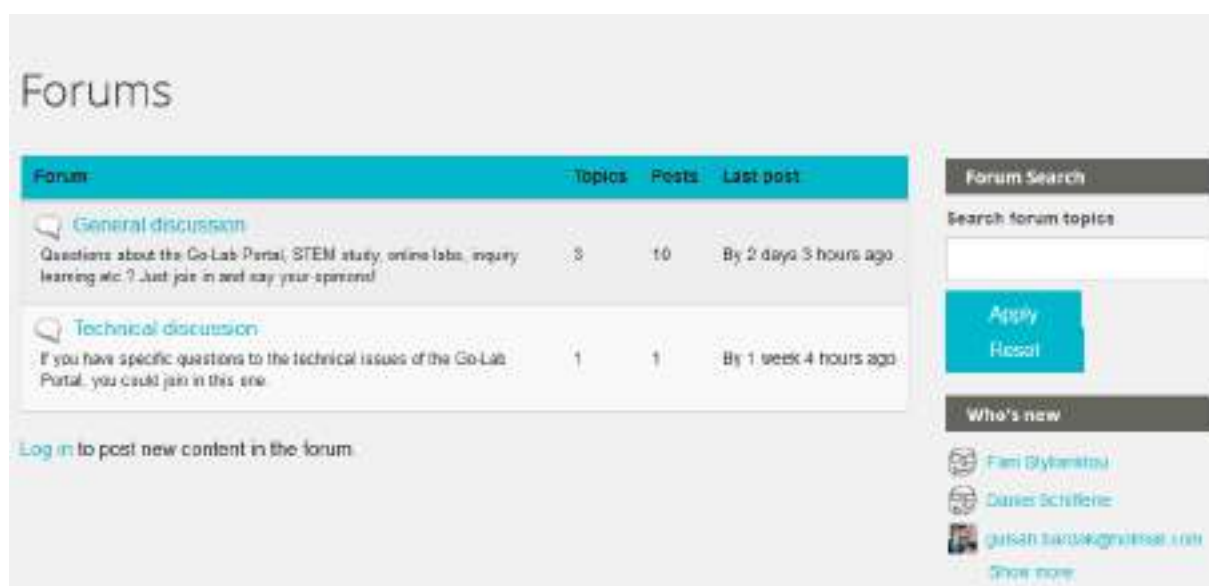 Forums
Forum Topics Posts Last post
General discussion
Questions about the Go-Lab Portal, STEM study, online labs, inquiry
learning etc ? Just join in and say your opinions!
3 10 By 2 days 3 hours ago
Technical discussion
If you have specific questions to the technical issues of the Go-Lab
Portal, you could join in this one.
1 1 By 1 week 4 hours ago
Log in to post new content in the forum.
Forum Search
Search forum topics
Apply
Reset
Who's new
Daniel
Show more